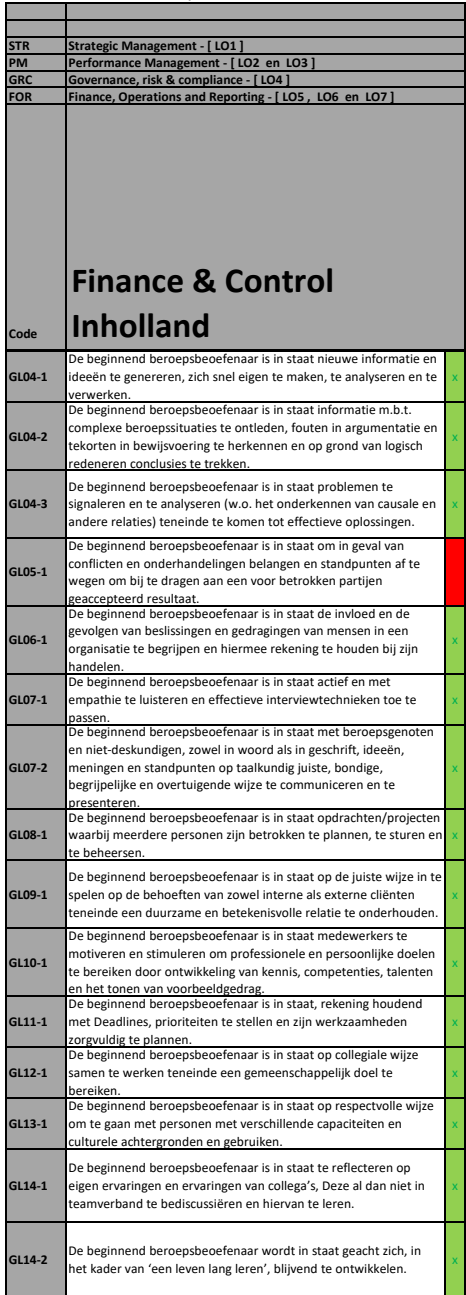 STR Strategic Management - [ LO1 ]
PM Performance Management - [ LO2 en LO3 ]
GRC Governance, risk & compliance - [ LO4 ]
FOR Finance, Operations and Reporting - [ LO5 , LO6 en LO7 ]
Finance & Control
Code Inholland
De beginnend beroepsbeoefenaar is in staat nieuwe informatie en
GL04-1 ideeën te genereren, zich snel eigen te maken, te analyseren en te x
verwerken.
De beginnend beroepsbeoefenaar is in staat informatie m.b.t.
complexe beroepssituaties te ontleden, fouten in argumentatie en
GL04-2 tekorten in bewijsvoering te herkennen en op grond van logisch x
redeneren conclusies te trekken.
De beginnend beroepsbeoefenaar is in staat problemen te
GL04-3 signaleren en te analyseren (w.o. het onderkennen van causale en x
andere relaties) teneinde te komen tot effectieve oplossingen.
De beginnend beroepsbeoefenaar is in staat om in geval van
conflicten en onderhandelingen belangen en standpunten af te
GL05-1 wegen om bij te dragen aan een voor betrokken partijen
geaccepteerd resultaat.
De beginnend beroepsbeoefenaar is in staat de invloed en de
gevolgen van beslissingen en gedragingen van mensen in een
GL06-1 organisatie te begrijpen en hiermee rekening te houden bij zijn x
handelen.
De beginnend beroepsbeoefenaar is in staat actief en met
GL07-1 empathie te luisteren en effectieve interviewtechnieken toe te x
passen.
De beginnend beroepsbeoefenaar is in staat met beroepsgenoten
en niet-deskundigen, zowel in woord als in geschrift, ideeën,
GL07-2 meningen en standpunten op taalkundig juiste, bondige, x
begrijpelijke en overtuigende wijze te communiceren en te
presenteren.
De beginnend beroepsbeoefenaar is in staat opdrachten/projecten
GL08-1 waarbij meerdere personen zijn betrokken te plannen, te sturen en x
te beheersen.
De beginnend beroepsbeoefenaar is in staat op de juiste wijze in te
GL09-1 spelen op de behoeften van zowel interne als externe cliënten x
teneinde een duurzame en betekenisvolle relatie te onderhouden.
De beginnend beroepsbeoefenaar is in staat medewerkers te
motiveren en stimuleren om professionele en persoonlijke doelen
GL10-1 te bereiken door ontwikkeling van kennis, competenties, talenten x
en het tonen van voorbeeldgedrag.
De beginnend beroepsbeoefenaar is in staat, rekening houdend
GL11-1 met Deadlines, prioriteiten te stellen en zijn werkzaamheden x
zorgvuldig te plannen.
De beginnend beroepsbeoefenaar is in staat op collegiale wijze
GL12-1 samen te werken teneinde een gemeenschappelijk doel te x
bereiken.
De beginnend beroepsbeoefenaar is in staat op respectvolle wijze
GL13-1 om te gaan met personen met verschillende capaciteiten en x
culturele achtergronden en gebruiken.
De beginnend beroepsbeoefenaar is in staat te reflecteren op
GL14-1 eigen ervaringen en ervaringen van collega’s, Deze al dan niet in x
teamverband te bediscussiëren en hiervan te leren.
De beginnend beroepsbeoefenaar wordt in staat geacht zich, in
GL14-2 het kader van ‘een leven lang leren’, blijvend te ontwikkelen. x